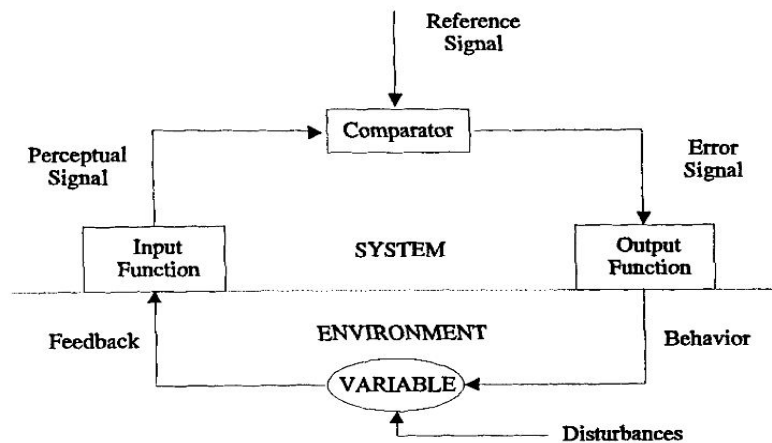 Reference
Signal
Comparator
Perceptual
Signal
Error
Signal
Input
Function
SYSTEM
Output
Function
Feedback
ENVIRONMENT
Behavior
VARIABLE
Disturbances